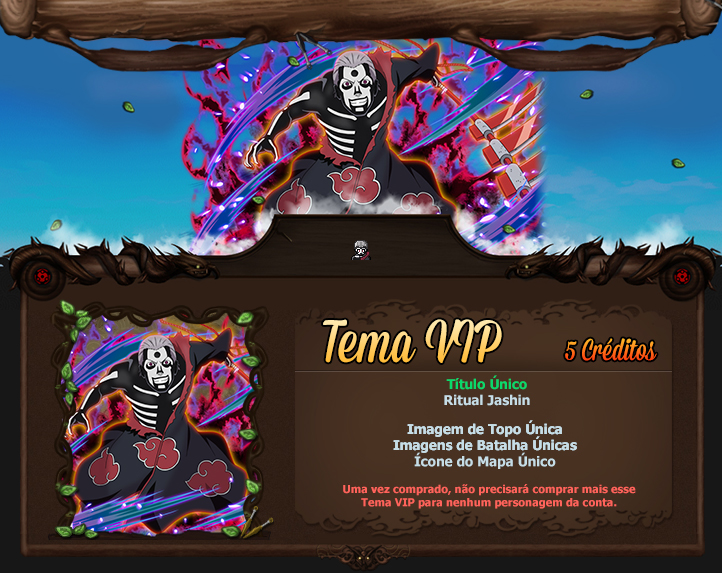 Tema VIP
5 Créditos
Título Único
Ritual Jashin
Imagem de Topo Única
Imagens de Batalha Únicas
Ícone do Mapa Único
Uma vez comprado, não precisará comprar mais esse
Tema VIP para nenhum personagem da conta.